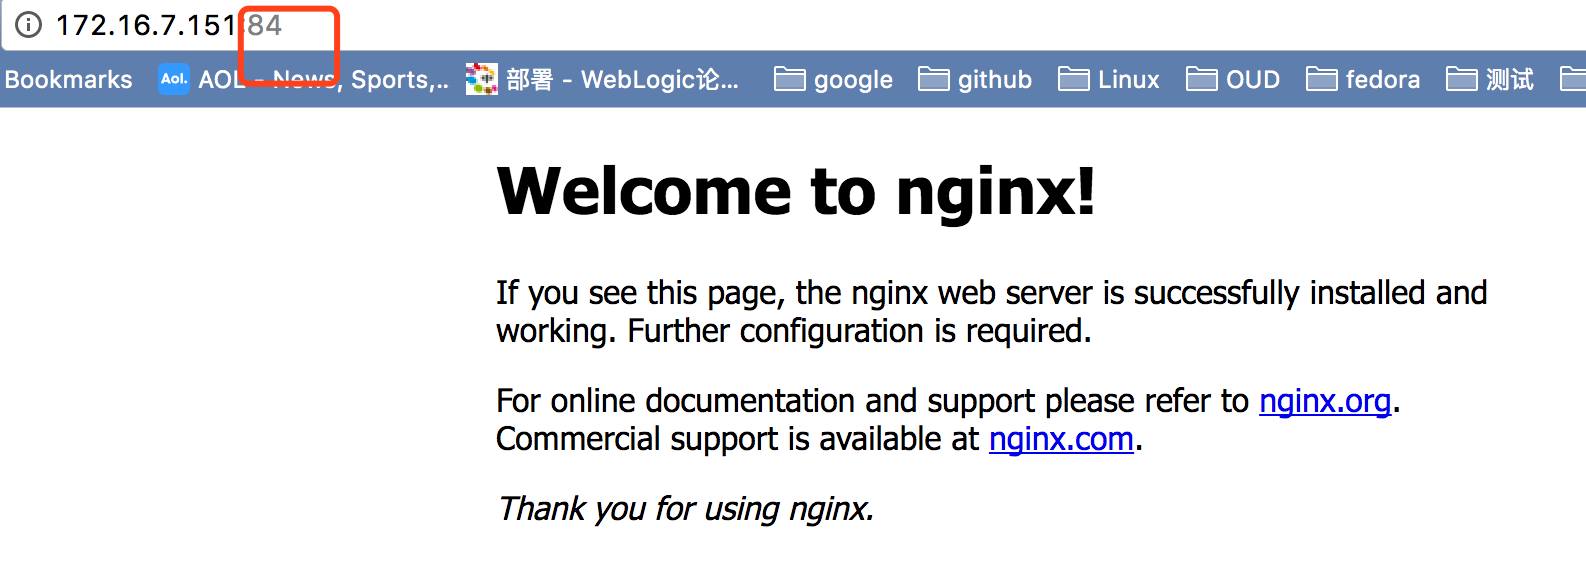 172.16.7.151:84
Bookmarks Aol. AOL - News, Sports,.. 部署 - WebLogic论... google github Linux OUD fedora 测试
Welcome to nginx!
If you see this page, the nginx web server is successfully installed and
working. Further configuration is required.
For online documentation and support please refer to nginx.org.
Commercial support is available at nginx.com.
Thank you for using nginx.